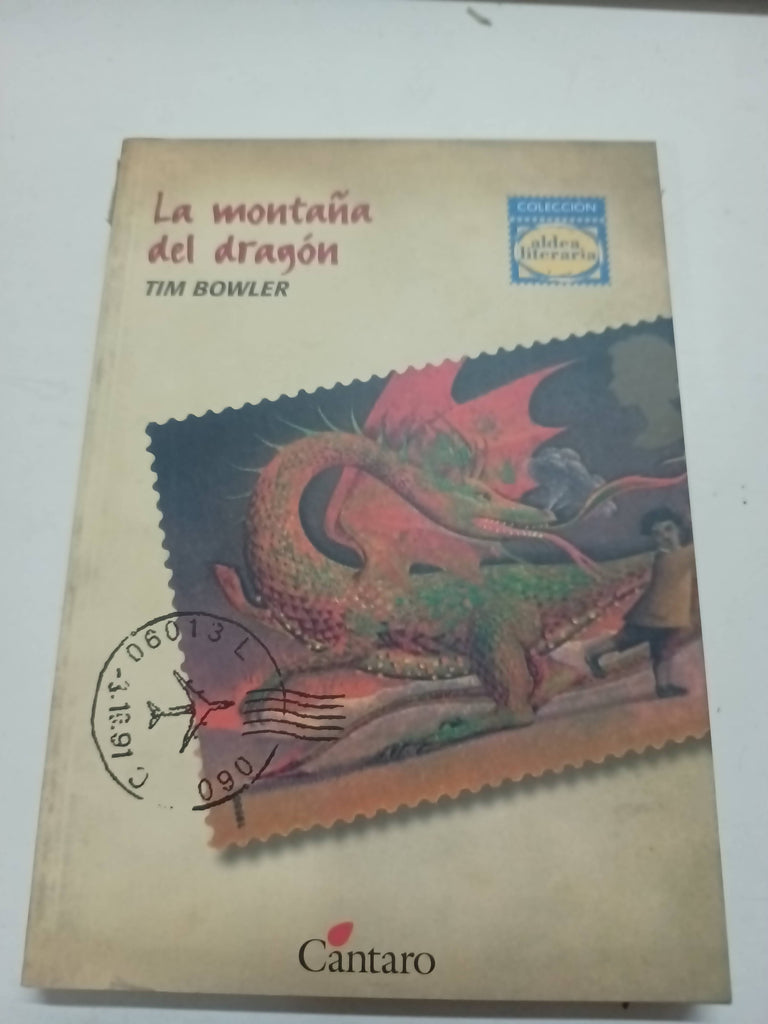 La montaña
del dragón
TIM BOWLER
COLECCIÓN
aldea
literaria
06013 L
-3.10.91
C
090
Cántaro